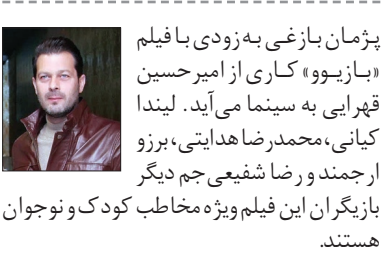 پژمان بازغی به‌زودی با فیلم
«بازیوو» کاری از امیرحسین
قهرایی به سینما می‌آید. لیندا
کیانی، محمدرضا هدایتی، برزو
ارجمند و رضا شفیعی جم دیگر
بازیگران این فیلم ویژه مخاطب کودک و نوجوان
هستند.